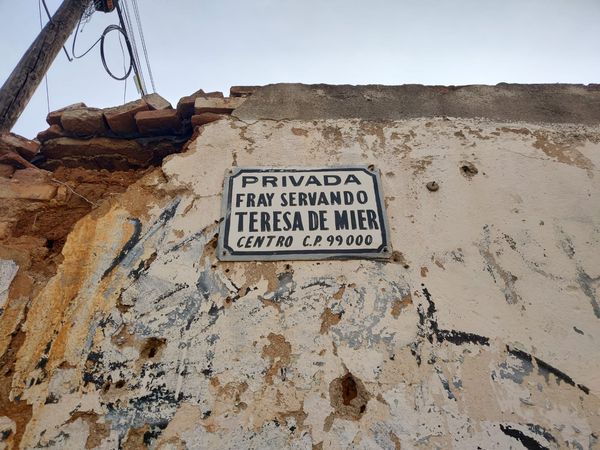 PRIVADA
FRAY SERVANDO
TERESA DE MIER
CENTRO C.P. 99000